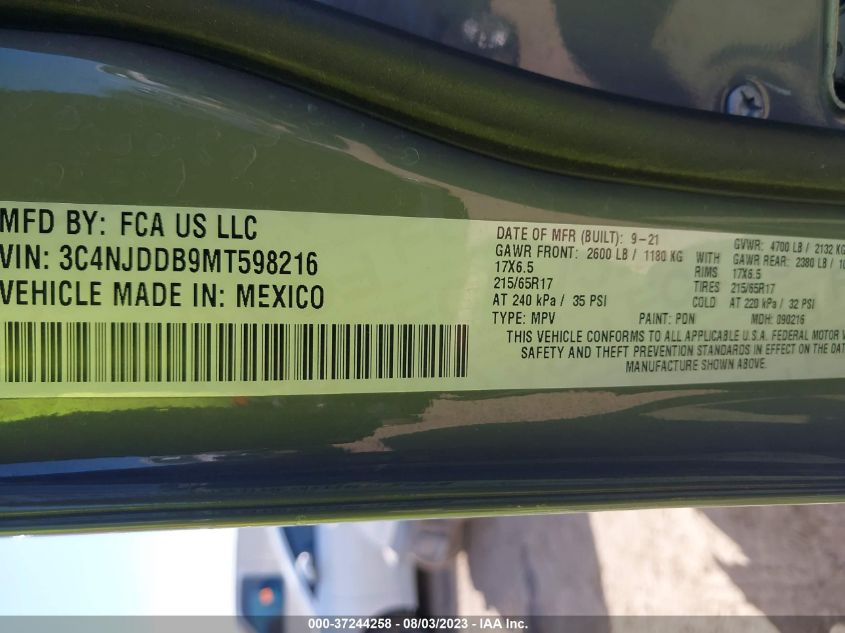 MFD BY: FCA US LLC
VIN: 3C4NJDDB9MT598216
VEHICLE MADE IN: MEXICO
DATE OF MFR (BUILT): 9-21
GVWR: 4700 LB / 2132 KG
GAWR FRONT: 2600 LB / 1180 KG WITH GAWR REAR: 2380 LB /
17X6.5 RIMS 17X6.5
215/65R17 TIRES 215/65R17
AT 240 kPa / 35 PSI COLD AT 220 kPa / 32 PSI
TYPE: MPV PAINT: PDN MDH: 090216
THIS VEHICLE CONFORMS TO ALL APPLICABLE U.S.A. FEDERAL MOTOR V
SAFETY AND THEFT PREVENTION STANDARDS IN EFFECT ON THE DAT
MANUFACTURE SHOWN ABOVE.
000-37244258 - 08/03/2023 - IAA Inc.